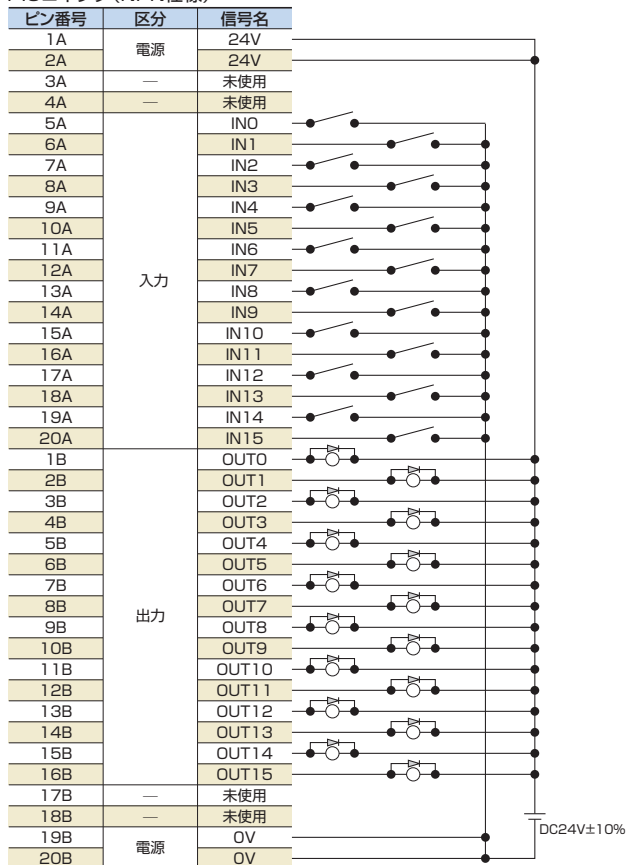 ピン番号 区分 信号名
1A 電源 24V
2A 24V
3A — 未使用
4A — 未使用
5A 入力 IN0
6A IN1
7A IN2
8A IN3
9A IN4
10A IN5
11A IN6
12A IN7
13A IN8
14A IN9
15A IN10
16A IN11
17A IN12
18A IN13
19A IN14
20A IN15
1B 出力 OUT0
2B OUT1
3B OUT2
4B OUT3
5B OUT4
6B OUT5
7B OUT6
8B OUT7
9B OUT8
10B OUT9
11B OUT10
12B OUT11
13B OUT12
14B OUT13
15B OUT14
16B OUT15
17B — 未使用
18B — 未使用
DC24V±10%
19B 電源 0V
20B 0V